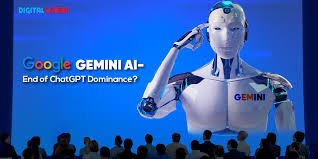 DIGITAL
Google GEMINI AI-
End of ChatGPT Dominance?
GEMINI